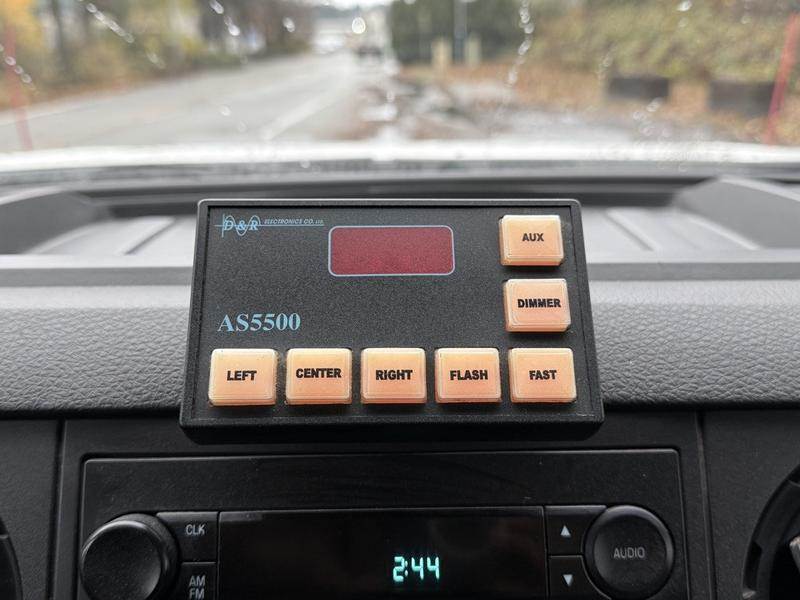 D&R ELECTRONICS CO. Ltd.
AUX
DIMMER
AS5500
LEFT CENTER RIGHT FLASH FAST
CLK
AUDIO
2:44
AM
FM